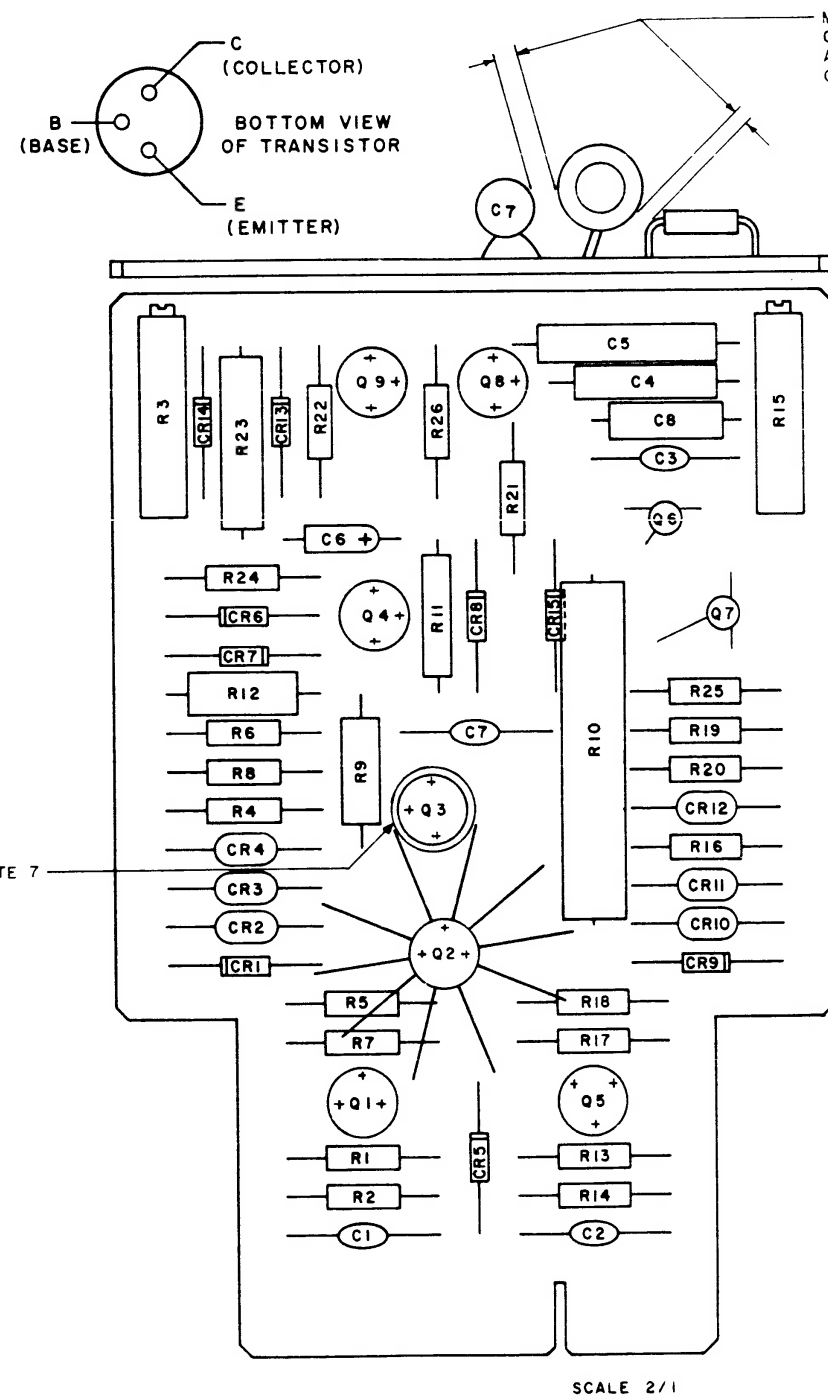 C
(COLLECTOR)
B
(BASE)
BOTTOM VIEW
OF TRANSISTOR
E
(EMITTER)
C7
R3
CR14
R23
CR13
R22
Q9
R26
Q8
C5
C4
C8
C3
R15
R21
Q6
C6 +
R24
CR6
CR7
R12
R6
R8
R4
CR4
CR3
CR2
CR1
Q4
R11
CR8
CR15
R10
Q7
R9
C7
Q3
R25
R19
R20
CR12
R16
CR11
CR10
CR9
TE 7
Q2
R5
R7
R18
R17
Q1
Q5
CR5
R1
R2
C1
R13
R14
C2
SCALE 2/1